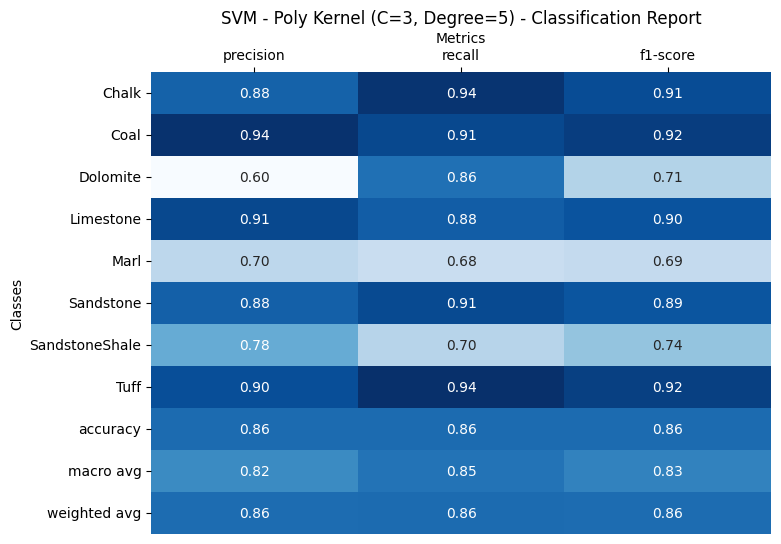 SVM - Poly Kernel (C=3, Degree=5) - Classification Report
Metrics
precision recall f1-score
Classes
Chalk 0.88 0.94 0.91
Coal 0.94 0.91 0.92
Dolomite 0.60 0.86 0.71
Limestone 0.91 0.88 0.90
Marl 0.70 0.68 0.69
Sandstone 0.88 0.91 0.89
SandstoneShale 0.78 0.70 0.74
Tuff 0.90 0.94 0.92
accuracy 0.86 0.86 0.86
macro avg 0.82 0.85 0.83
weighted avg 0.86 0.86 0.86